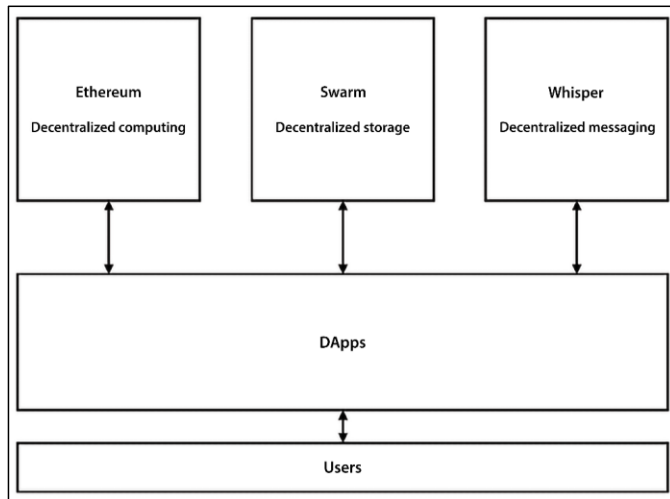 Ethereum
Decentralized computing
Swarm
Decentralized storage
Whisper
Decentralized messaging
DApps
Users